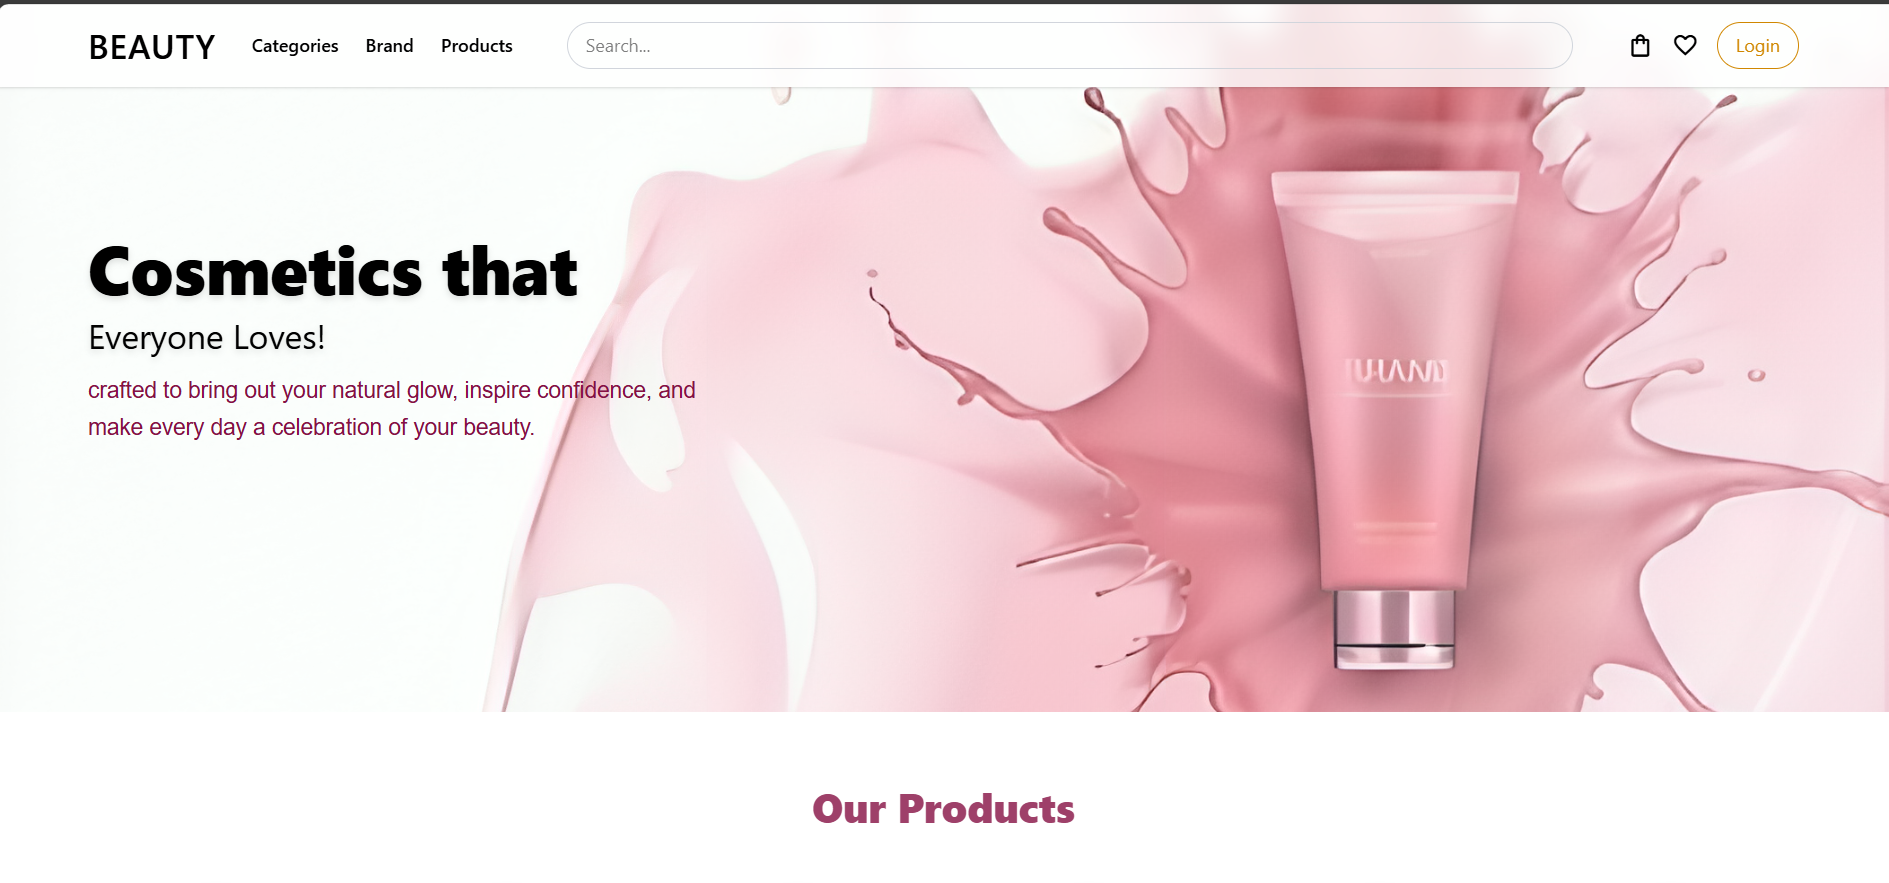 BEAUTY Categories Brand Products Search... Login
Cosmetics that
Everyone Loves!
crafted to bring out your natural glow, inspire confidence, and
make every day a celebration of your beauty.
Our Products